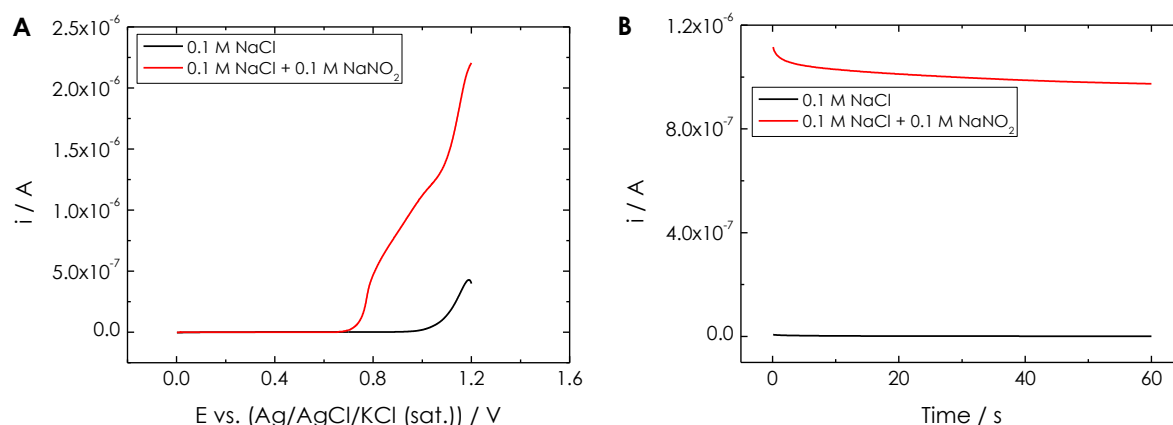 A
2.5x10⁻⁶
2.0x10⁻⁶
1.5x10⁻⁶
1.0x10⁻⁶
5.0x10⁻⁷
0.0
i / A
0.1 M NaCl
0.1 M NaCl + 0.1 M NaNO₂
0.0
0.4
0.8
1.2
1.6
E vs. (Ag/AgCl/KCl (sat.)) / V
B
1.2x10⁻⁶
8.0x10⁻⁷
4.0x10⁻⁷
0.0
i / A
0.1 M NaCl
0.1 M NaCl + 0.1 M NaNO₂
0
20
40
60
Time / s